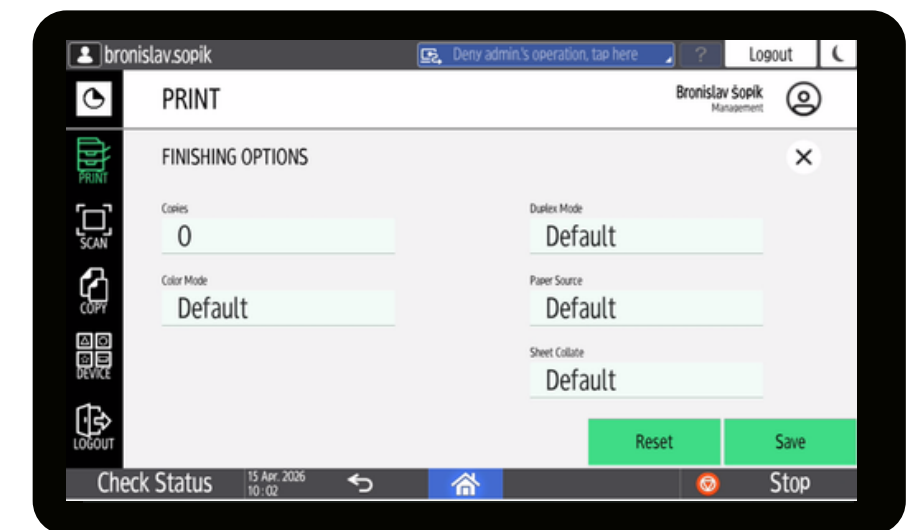 bronislav.sopik
Deny admin.'s operation, tap here
?
Logout
PRINT
Bronislav Šopík
Management
PRINT
SCAN
COPY
DEVICE
LOGOUT
FINISHING OPTIONS
Copies
0
Color Mode
Default
Duplex Mode
Default
Paper Source
Default
Sheet Collate
Default
Reset
Save
Check Status
15 Apr. 2026
10:02
Stop